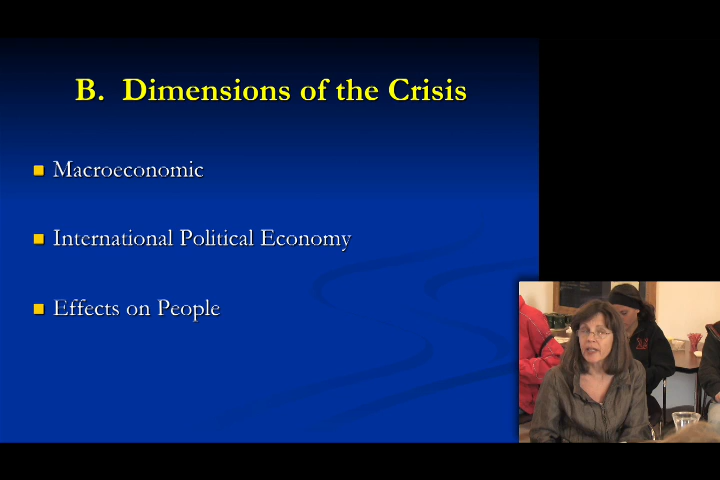 B. Dimensions of the Crisis
Macroeconomic
International Political Economy
Effects on People